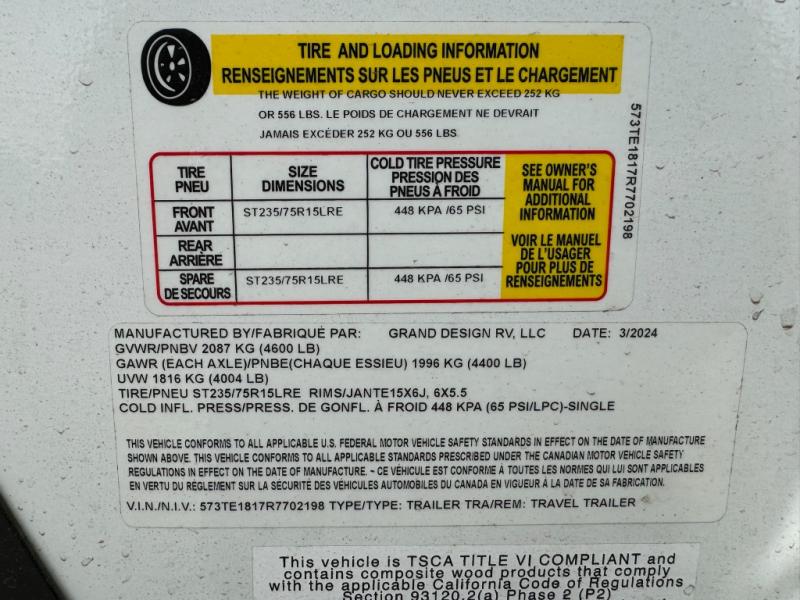 TIRE AND LOADING INFORMATION
RENSEIGNEMENTS SUR LES PNEUS ET LE CHARGEMENT
THE WEIGHT OF CARGO SHOULD NEVER EXCEED 252 KG
OR 556 LBS. LE POIDS DE CHARGEMENT NE DEVRAIT
JAMAIS EXCÉDER 252 KG OU 556 LBS
573TE1817R7702198
TIRE
PNEU
SIZE
DIMENSIONS
COLD TIRE PRESSURE
PRESSION DES
PNEUS À FROID
SEE OWNER'S
MANUAL FOR
ADDITIONAL
INFORMATION
VOIR LE MANUEL
DE L'USAGER
POUR PLUS DE
RENSEIGNEMENTS
FRONT
AVANT
ST235/75R15LRE
448 KPA /65 PSI
REAR
ARRIÈRE
SPARE
DE SECOURS
ST235/75R15LRE
448 KPA /65 PSI
MANUFACTURED BY/FABRIQUÉ PAR: GRAND DESIGN RV, LLC DATE: 3/2024
GVWR/PNBV 2087 KG (4600 LB)
GAWR (EACH AXLE)/PNBE(CHAQUE ESSIEU) 1996 KG (4400 LB)
UVW 1816 KG (4004 LB)
TIRE/PNEU ST235/75R15LRE RIMS/JANTE15X6J, 6X5.5
COLD INFL. PRESS/PRESS. DE GONFL. À FROID 448 KPA (65 PSI/LPC)-SINGLE
THIS VEHICLE CONFORMS TO ALL APPLICABLE U.S. FEDERAL MOTOR VEHICLE SAFETY STANDARDS IN EFFECT ON THE DATE OF MANUFACTURE
SHOWN ABOVE. THIS VEHICLE CONFORMS TO ALL APPLICABLE STANDARDS PRESCRIBED UNDER THE CANADIAN MOTOR VEHICLE SAFETY
REGULATIONS IN EFFECT ON THE DATE OF MANUFACTURE. - CE VÉHICULE EST CONFORME À TOUTES LES NORMES QUI LUI SONT APPLICABLES
EN VERTU DU RÈGLEMENT SUR LA SÉCURITÉ DES VÉHICULES AUTOMOBILES DU CANADA EN VIGUEUR À LA DATE DE SA FABRICATION.
V.I.N./N.I.V.: 573TE1817R7702198 TYPE/TYPE: TRAILER TRA/REM: TRAVEL TRAILER
This vehicle is TSCA TITLE VI COMPLIANT and
contains composite wood products that comply
with the applicable California Code of Regulations
Section 93120.2(a) Phase 2 (P2)